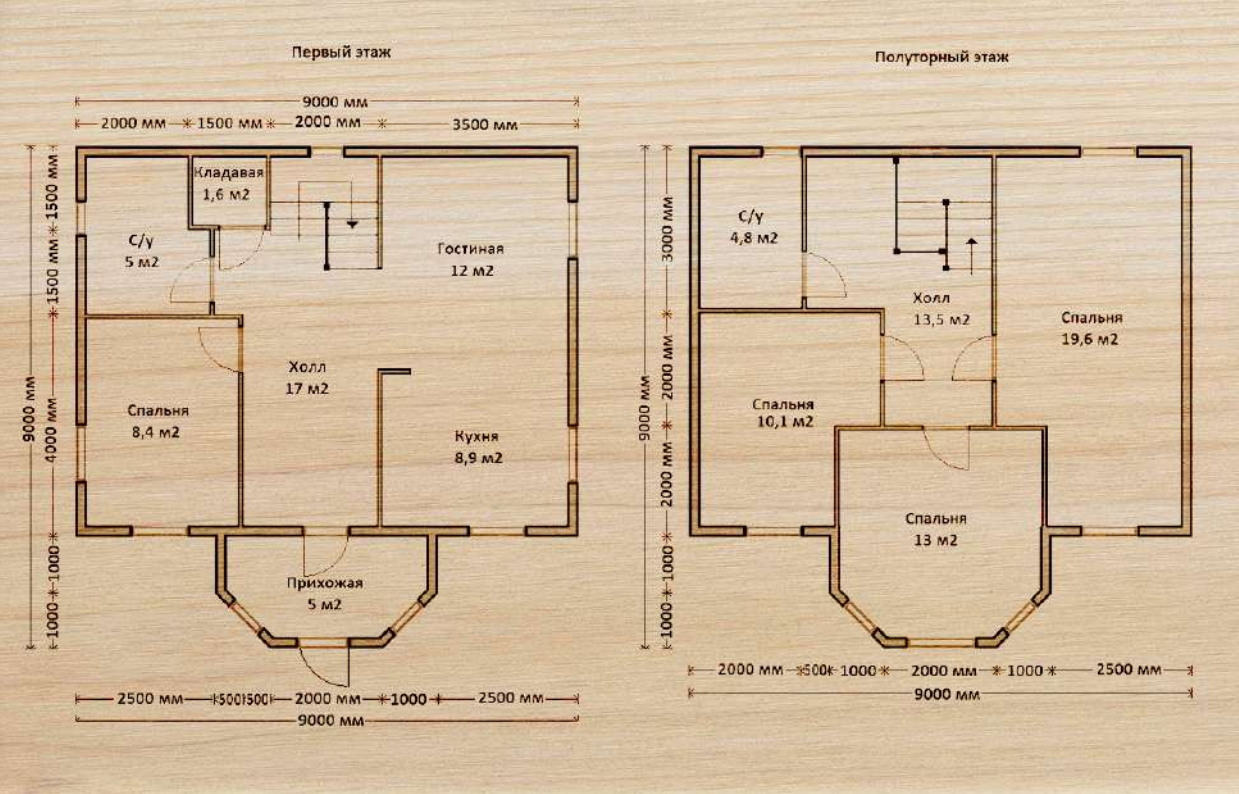 Первый этаж
9000 мм
2000 мм 1500 мм 2000 мм 3500 мм
9000 мм
1500 мм
1500 мм
4000 мм
1000
1000
Кладавая
1,6 м2
С/у
5 м2
Гостиная
12 м2
Холл
17 м2
Спальня
8,4 м2
Кухня
8,9 м2
Прихожая
5 м2
2500 мм 500 500 2000 мм 1000 2500 мм
9000 мм
Полуторный этаж
9000 мм
3000 мм
2000 мм
2000 мм
1000
1000
С/у
4,8 м2
Холл
13,5 м2
Спальня
19,6 м2
Спальня
10,1 м2
Спальня
13 м2
2000 мм 500 1000 2000 мм 1000 2500 мм
9000 мм